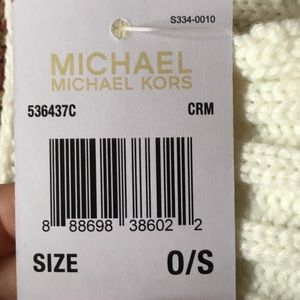 S334-0010
MICHAEL
MICHAEL KORS
536437C CRM
8 88698 38602 2
SIZE O/S